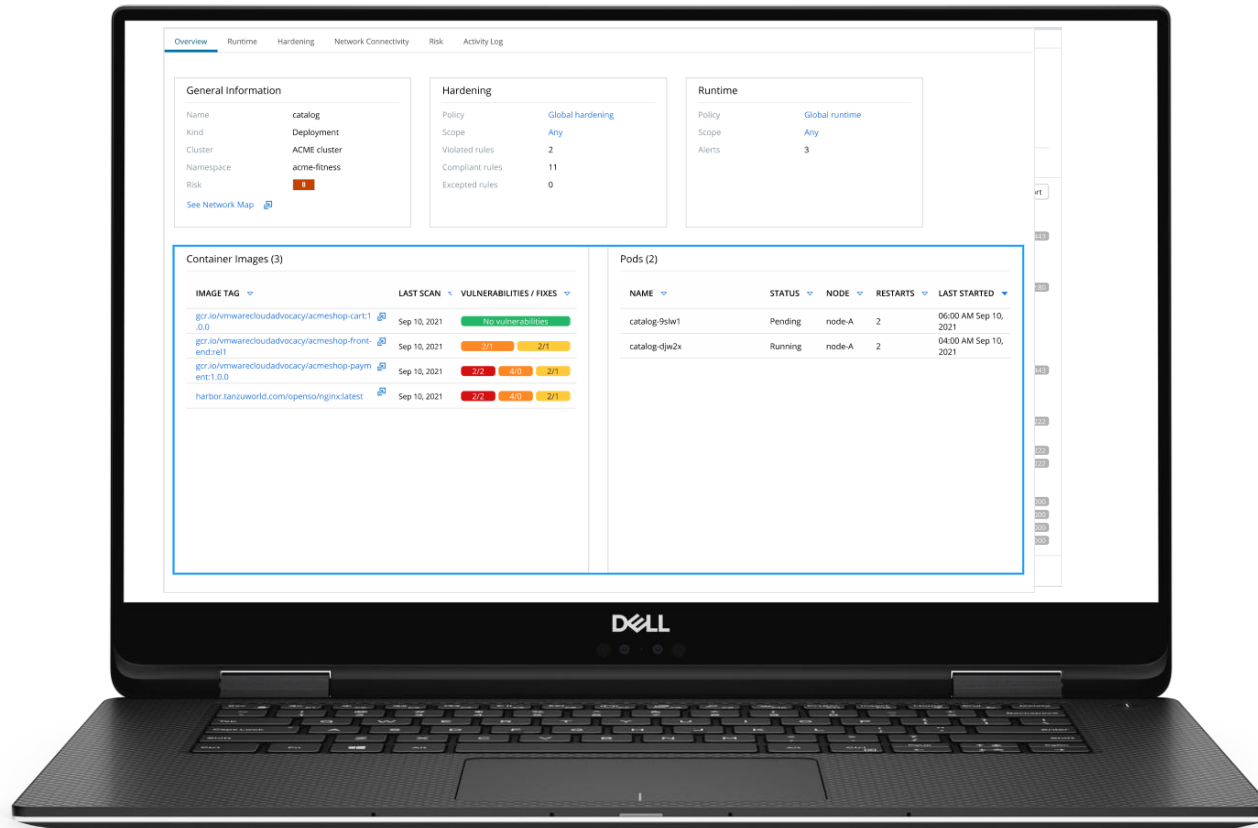 Overview Runtime Hardening Network Connectivity Risk Activity Log
General Information
Name catalog
Kind Deployment
Cluster ACME cluster
Namespace acme-fitness
Risk 8
See Network Map
Hardening
Policy Global hardening
Scope Any
Violated rules 2
Compliant rules 11
Excepted rules 0
Runtime
Policy Global runtime
Scope Any
Alerts 3
Container Images (3)
IMAGE TAG LAST SCAN VULNERABILITIES / FIXES
gcr.io/vmwarecloudadvocacy/acmeshop-cart:1
.0.0 Sep 10, 2021 No vulnerabilities
gcr.io/vmwarecloudadvocacy/acmeshop-front-
end:rel1 Sep 10, 2021 2/1 2/1
gcr.io/vmwarecloudadvocacy/acmeshop-paym
ent:1.0.0 Sep 10, 2021 2/2 4/0 2/1
harbor.tanzuworld.com/openso/nginx:latest Sep 10, 2021 2/2 4/0 2/1
Pods (2)
NAME STATUS NODE RESTARTS LAST STARTED
catalog-9slw1 Pending node-A 2 06:00 AM Sep 10,
2021
catalog-djw2x Running node-A 2 04:00 AM Sep 10,
2021
DELL